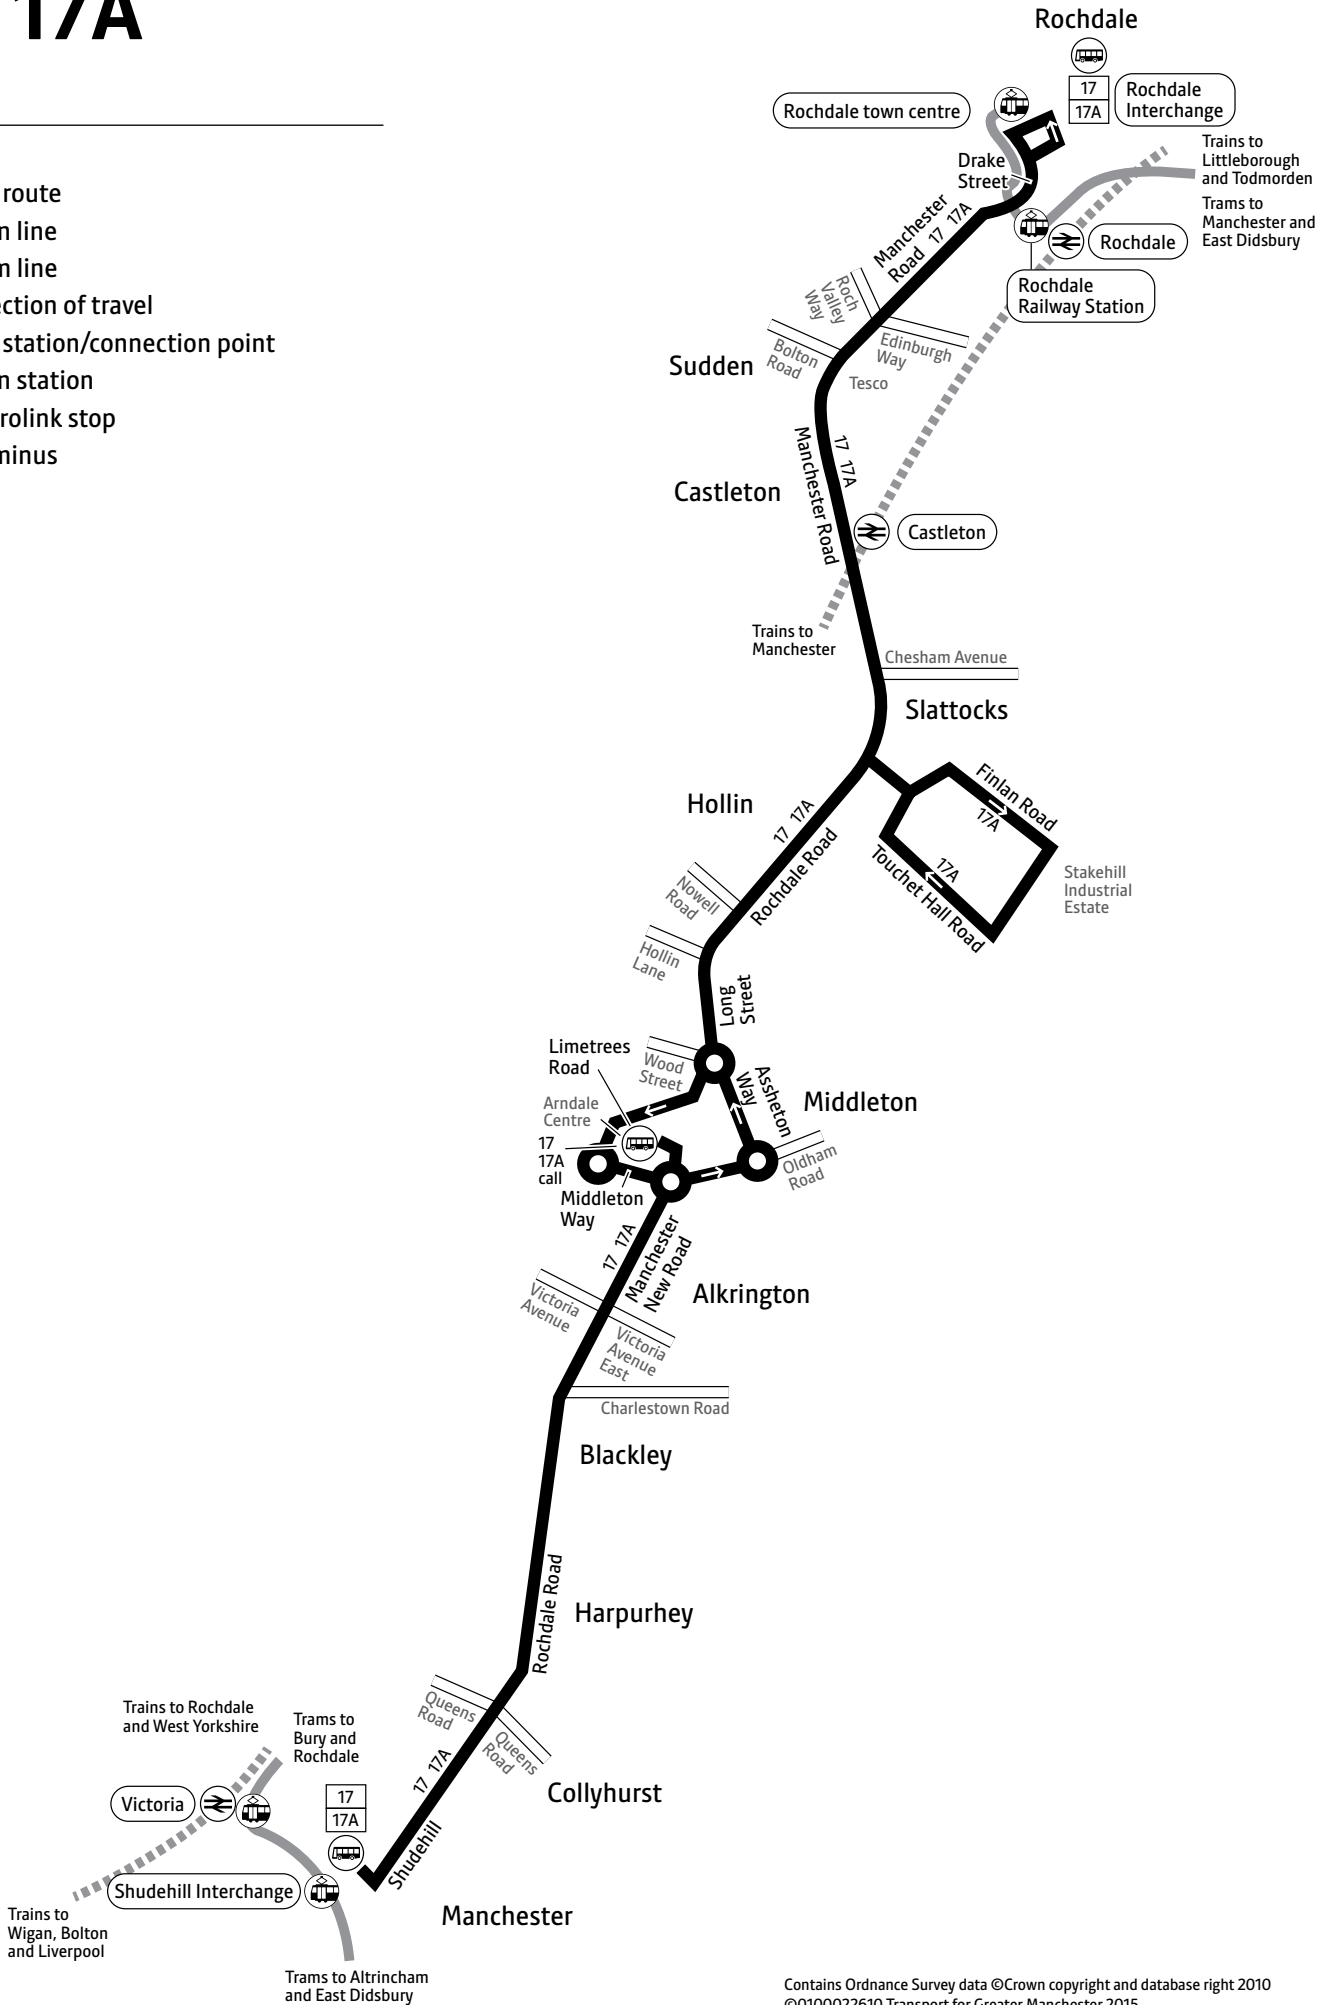 17A
route
n line
m line
ection of travel
station/connection point
n station
rolink stop
minus
Rochdale
17
17A
Rochdale
Interchange
Rochdale town centre
Drake
Street
Trains to
Littleborough
and Todmorden
Trams to
Manchester and
East Didsbury
Rochdale
Rochdale
Railway Station
Manchester
Road 17 17A
Roch
Valley
Way
Edinburgh
Way
Bolton
Road
Sudden
Tesco
17 17A
Manchester Road
Castleton
Castleton
Trains to
Manchester
Chesham Avenue
Slattocks
Finlan Road
17A
Hollin
17 17A
Rochdale Road
17A
Touchet Hall Road
Stakehill
Industrial
Estate
Nowell
Road
Hollin
Lane
Long
Street
Limetrees
Road
Wood
Street
Assheton
Way
Middleton
Arndale
Centre
17
17A
call
Oldham
Road
Middleton
Way
17 17A
Manchester
New Road
Alkrington
Victoria
Avenue
Victoria
Avenue
East
Charlestown Road
Blackley
Rochdale Road
Harpurhey
Queens
Road
Queens
Road
17 17A
Collyhurst
Trains to Rochdale
and West Yorkshire
Trams to
Bury and
Rochdale
Victoria
17
17A
Shudehill
Shudehill Interchange
Manchester
Trains to
Wigan, Bolton
and Liverpool
Trams to Altrincham
and East Didsbury
Contains Ordnance Survey data ©Crown copyright and database right 2010
©0100022610 Transport for Greater Manchester 2015